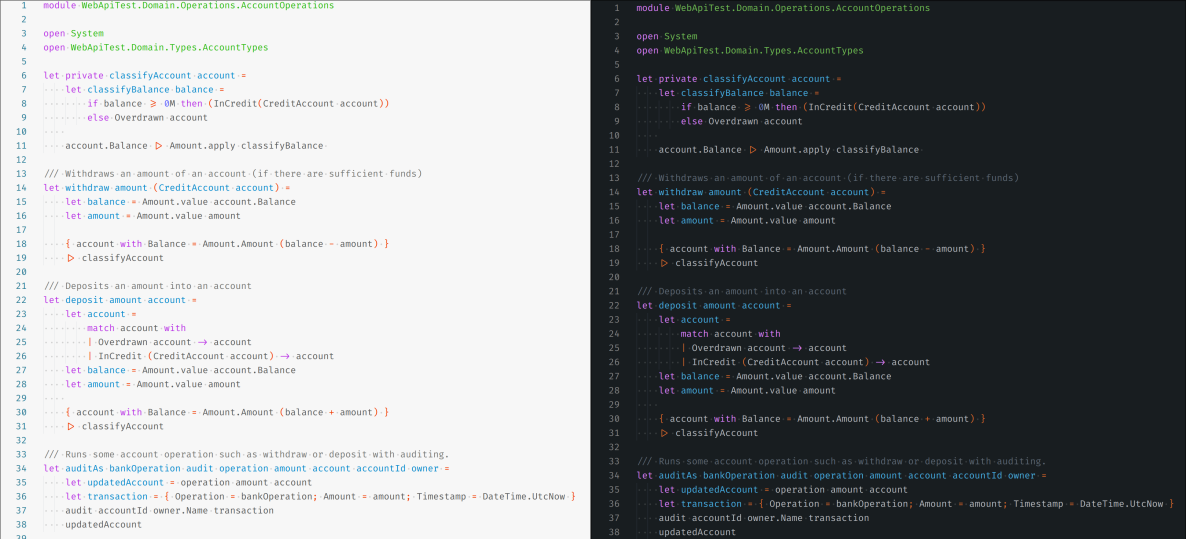 1 module WebApiTest.Domain.Operations.AccountOperations
2
3 open System
4 open WebApiTest.Domain.Types.AccountTypes
5
6 let private classifyAccount account =
7 let classifyBalance balance =
8 if balance ⩾ 0M then (InCredit(CreditAccount account))
9 else Overdrawn account
10
11 account.Balance ▷ Amount.apply classifyBalance
12
13 /// Withdraws an amount of an account (if there are sufficient funds)
14 let withdraw amount (CreditAccount account) =
15 let balance = Amount.value account.Balance
16 let amount = Amount.value amount
17
18 { account with Balance = Amount.Amount (balance - amount) }
19 ▷ classifyAccount
20
21 /// Deposits an amount into an account
22 let deposit amount account =
23 let account =
24 match account with
25 | Overdrawn account → account
26 | InCredit (CreditAccount account) → account
27 let balance = Amount.value account.Balance
28 let amount = Amount.value amount
29
30 { account with Balance = Amount.Amount (balance + amount) }
31 ▷ classifyAccount
32
33 /// Runs some account operation such as withdraw or deposit with auditing.
34 let auditAs bankOperation audit operation amount account accountId owner =
35 let updatedAccount = operation amount account
36 let transaction = { Operation = bankOperation; Amount = amount; Timestamp = DateTime.UtcNow }
37 audit accountId owner.Name transaction
38 updatedAccount
39
1 module WebApiTest.Domain.Operations.AccountOperations
2
3 open System
4 open WebApiTest.Domain.Types.AccountTypes
5
6 let private classifyAccount account =
7 let classifyBalance balance =
8 if balance ⩾ 0M then (InCredit(CreditAccount account))
9 else Overdrawn account
10
11 account.Balance ▷ Amount.apply classifyBalance
12
13 /// Withdraws an amount of an account (if there are sufficient funds)
14 let withdraw amount (CreditAccount account) =
15 let balance = Amount.value account.Balance
16 let amount = Amount.value amount
17
18 { account with Balance = Amount.Amount (balance - amount) }
19 ▷ classifyAccount
20
21 /// Deposits an amount into an account
22 let deposit amount account =
23 let account =
24 match account with
25 | Overdrawn account → account
26 | InCredit (CreditAccount account) → account
27 let balance = Amount.value account.Balance
28 let amount = Amount.value amount
29
30 { account with Balance = Amount.Amount (balance + amount) }
31 ▷ classifyAccount
32
33 /// Runs some account operation such as withdraw or deposit with auditing.
34 let auditAs bankOperation audit operation amount account accountId owner =
35 let updatedAccount = operation amount account
36 let transaction = { Operation = bankOperation; Amount = amount; Timestamp = DateTime.UtcNow }
37 audit accountId owner.Name transaction
38 updatedAccount